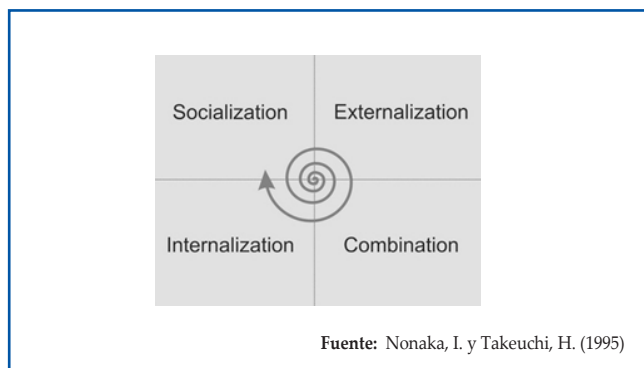 Socialization
Externalization
Internalization
Combination
Fuente: Nonaka, I. y Takeuchi, H. (1995)